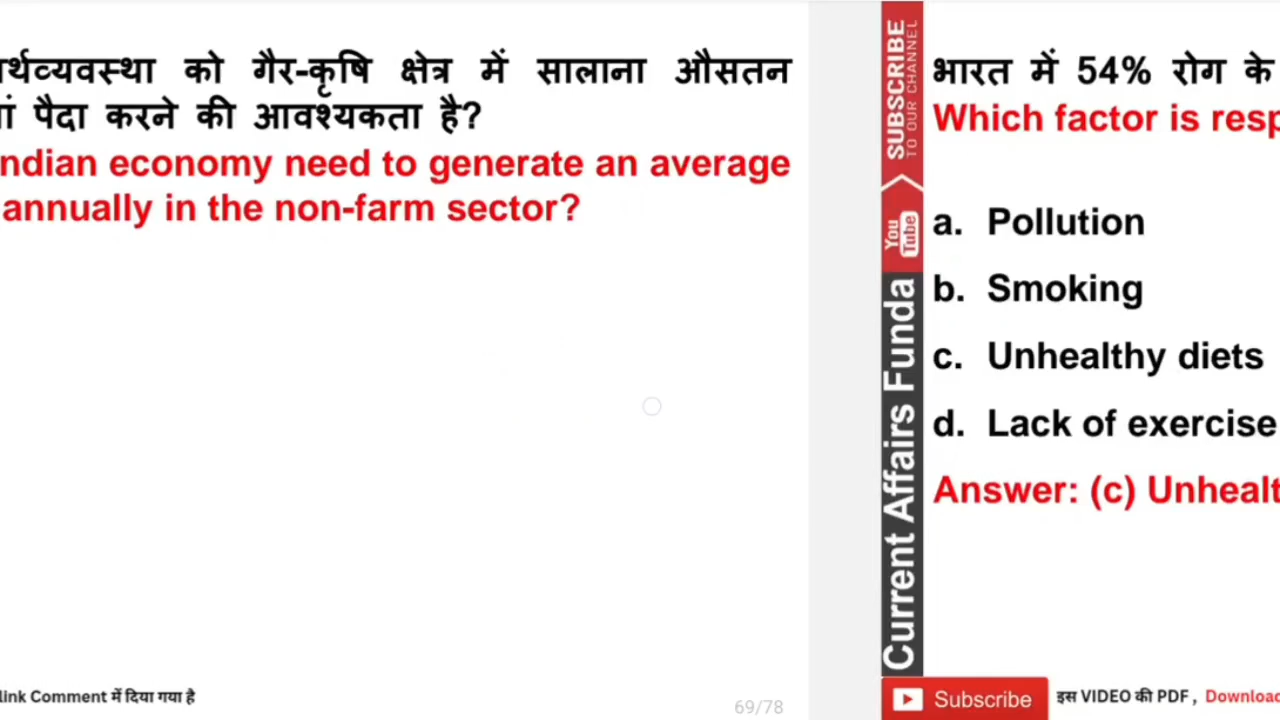 र्थव्यवस्था को गैर-कृषि क्षेत्र में सालाना औसतन
ां पैदा करने की आवश्यकता है?
ndian economy need to generate an average
annually in the non-farm sector?
link Comment में दिया गया है
69/78
SUBSCRIBE
TO OUR CHANNEL
You
Tube
Current Affairs Funda
भारत में 54% रोग के
Which factor is resp
a. Pollution
b. Smoking
c. Unhealthy diets
d. Lack of exercise
Answer: (c) Unhealt
Subscribe
इस VIDEO की PDF, Download